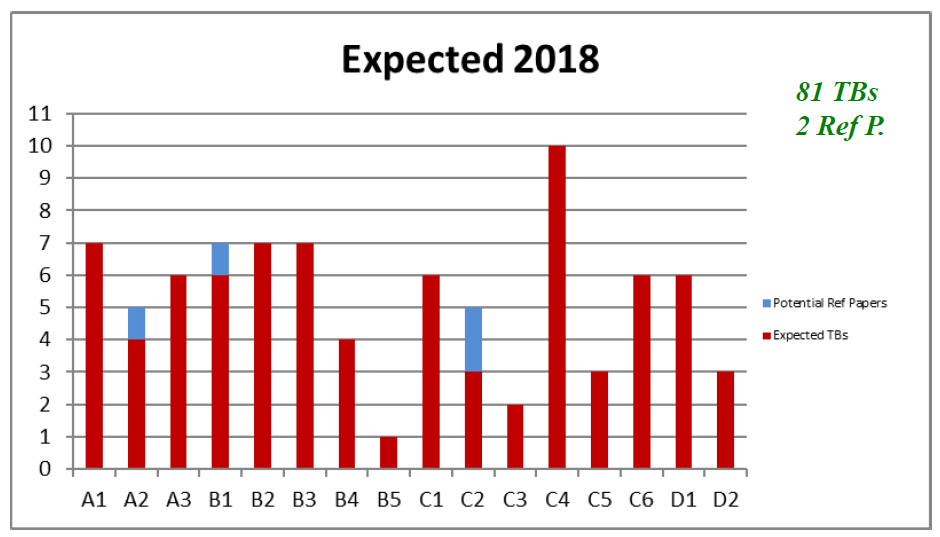 Expected 2018
81 TBs
2 Ref P.
11
10
9
8
7
6
5
4
3
2
1
0
A1 A2 A3 B1 B2 B3 B4 B5 C1 C2 C3 C4 C5 C6 D1 D2
Potential Ref Papers
Expected TBs